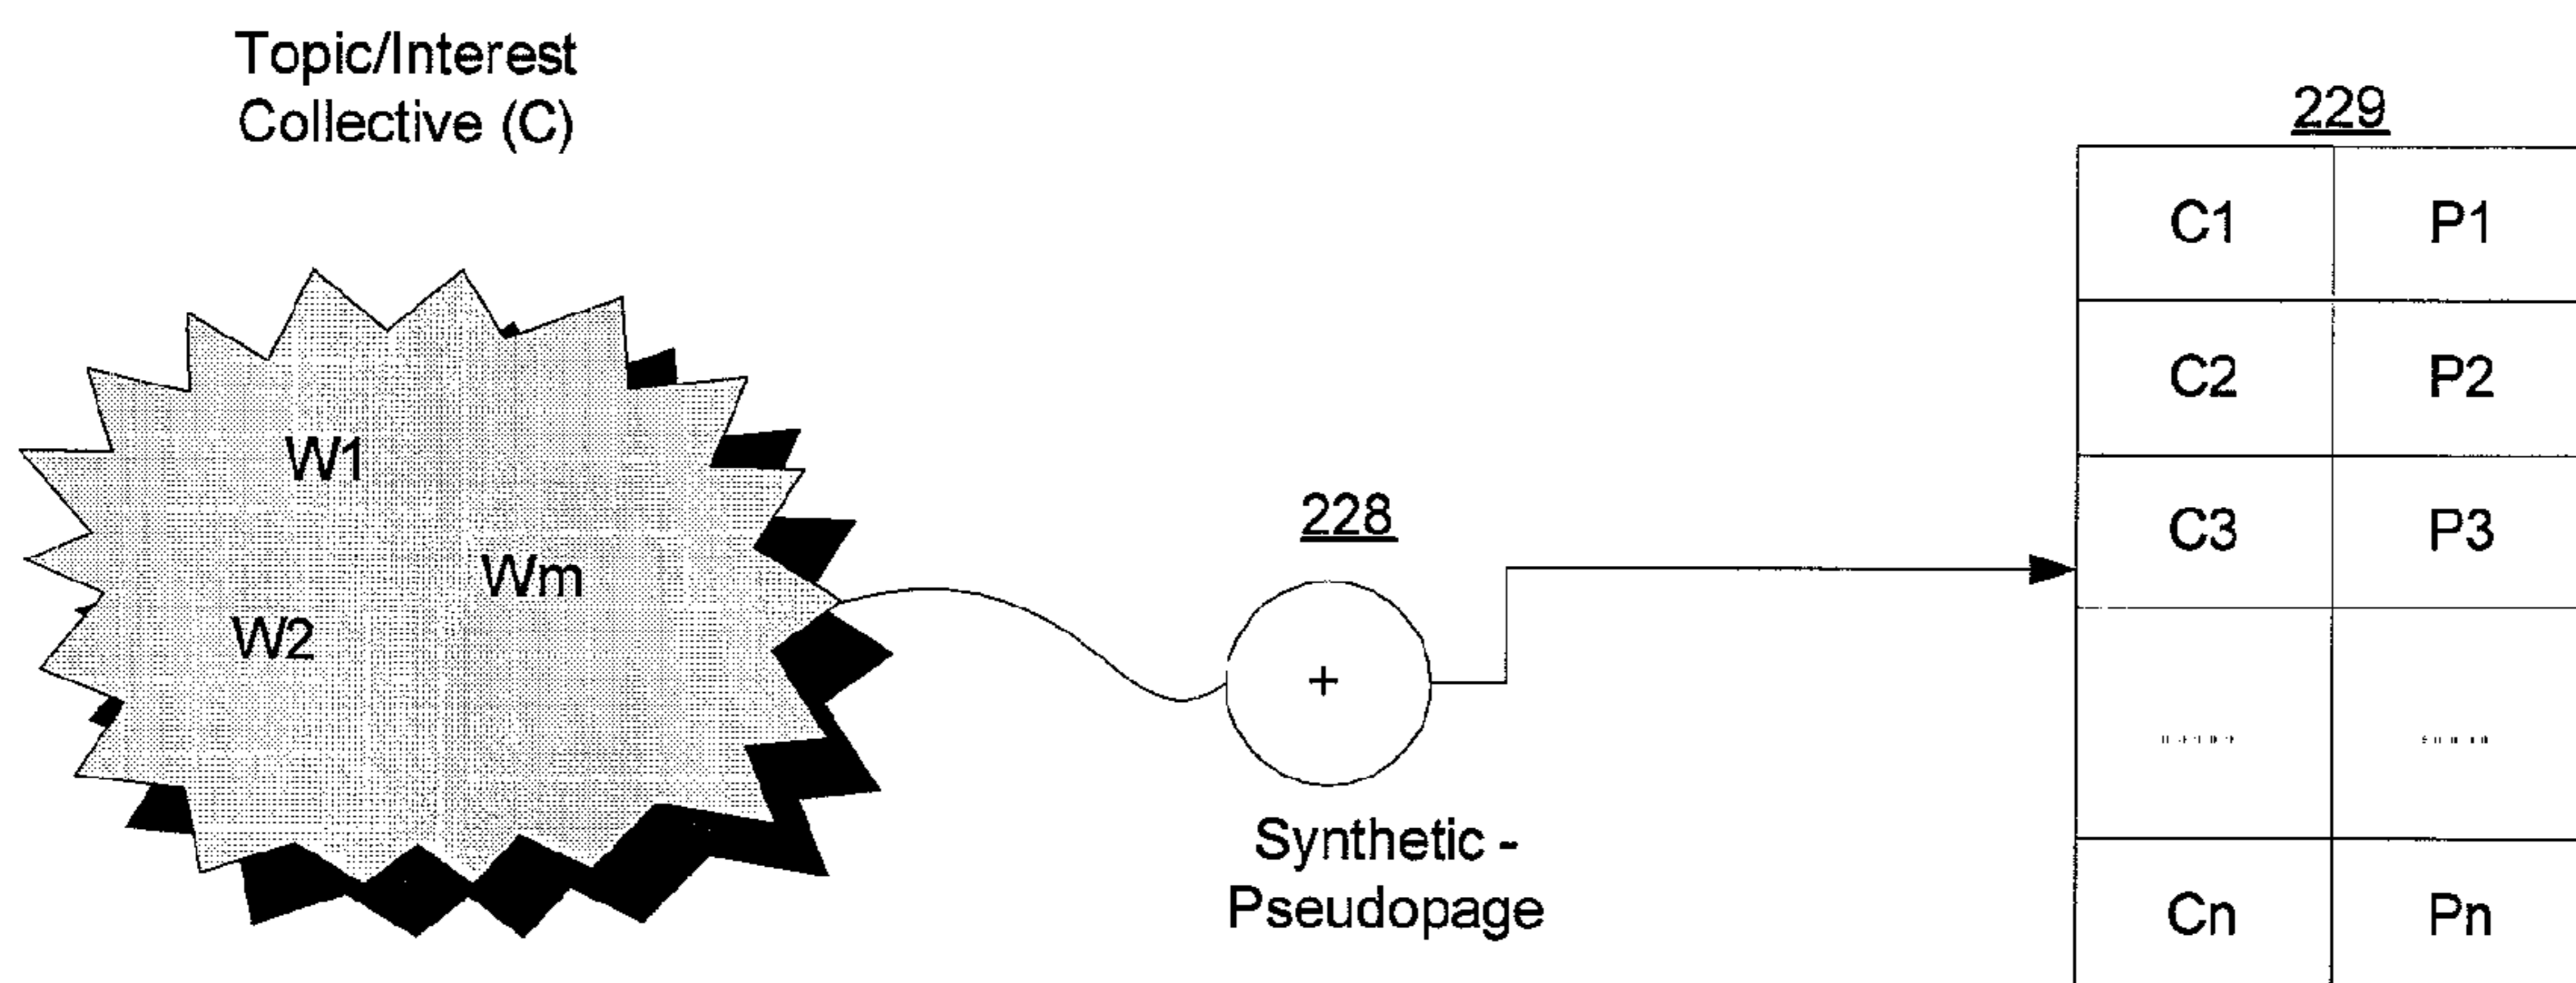 Topic/Interest
Collective (C)
W1
Wm
W2
228
+
Synthetic -
Pseudopage
229
C1 P1
C2 P2
C3 P3
Cn Pn